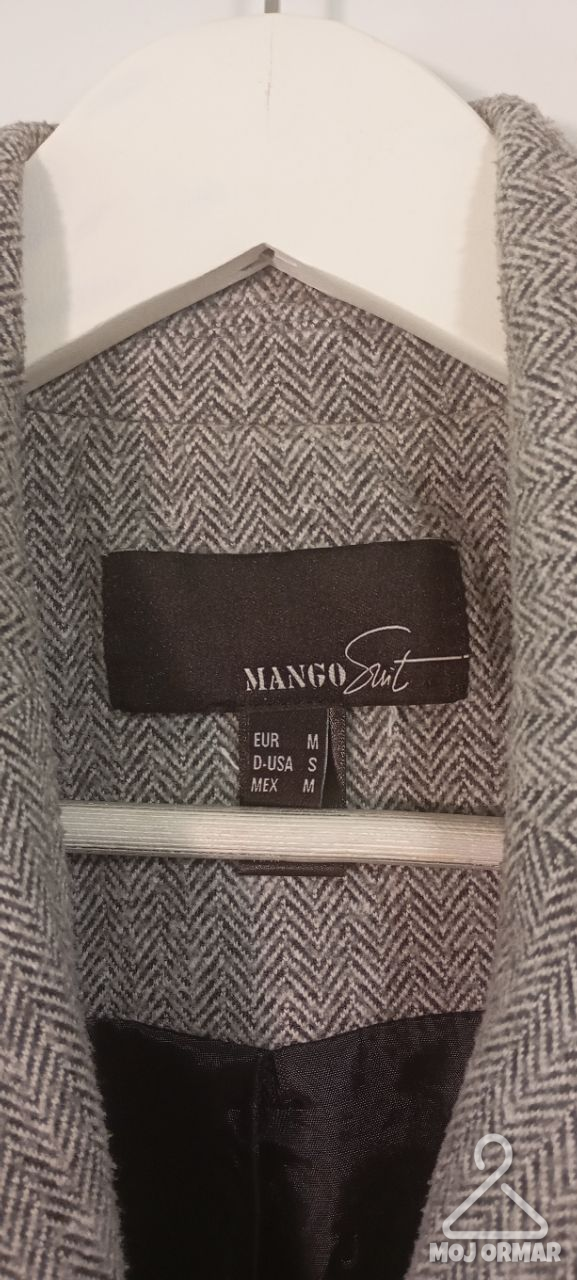 MANGO Suit
EUR M
D-USA S
MEX M
MOJ ORMAR